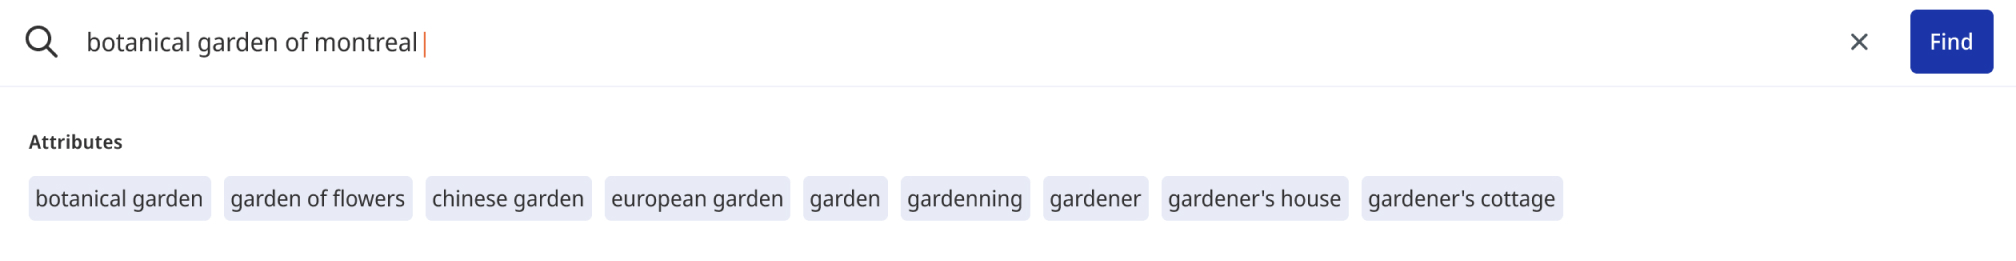 botanical garden of montreal
Find
Attributes
botanical garden garden of flowers chinese garden european garden garden gardenning gardener gardener's house gardener's cottage